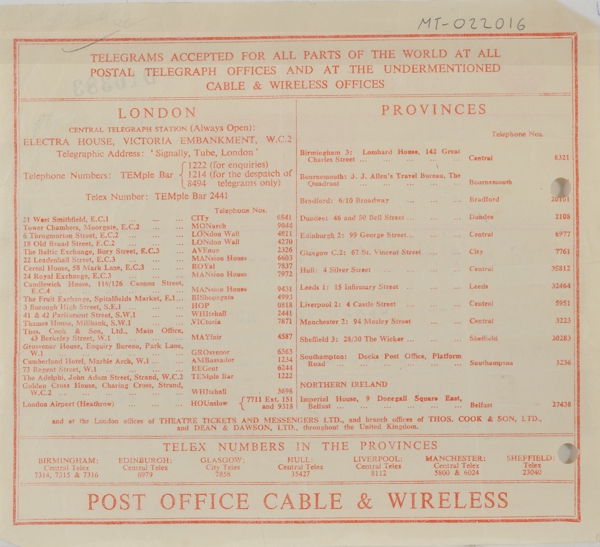 MT-022016
TELEGRAMS ACCEPTED FOR ALL PARTS OF THE WORLD AT ALL
POSTAL TELEGRAPH OFFICES AND AT THE UNDERMENTIONED
CABLE & WIRELESS OFFICES
LONDON
CENTRAL TELEGRAPH STATION (Always Open):
ELECTRA HOUSE, VICTORIA EMBANKMENT, W.C.2
Telegraphic Address: 'Signally, Tube, London'
Telephone Numbers: TEMple Bar
1222 (for enquiries)
1214 (for the despatch of
8494 telegrams only)
Telex Number: TEMple Bar 2441
Telephone Nos.
21 West Smithfield, E.C.1 ... ... ... CITy 6541
Tower Chambers, Moorgate, E.C.2 ... ... MONarch 9044
6 Throgmorton Street, E.C.2 ... ... LONdon Wall 4821
18 Old Broad Street, E.C.2 ... ... LONdon Wall 4270
The Baltic Exchange, Bury Street, E.C.3 ... AVEnue 2326
22 Leadenhall Street, E.C.3 ... ... MANsion House 6603
Cereal House, 58 Mark Lane, E.C.3 ... ROYal 7837
24 Royal Exchange, E.C.3 ... ... MANsion House 7972
Candlewick House, 114/126 Cannon Street,
E.C.4 ... ... ... MANsion House 9431
The Fruit Exchange, Spitalfields Market, E.1 ... BIShopsgate 4993
3 Borough High Street, S.E.1 ... ... HOP 0818
41 & 42 Parliament Street, S.W.1 ... WHItehall 2441
Thames House, Millbank, S.W.1 ... ... VICtoria 7671
Thos. Cook & Son, Ltd., Main Office,
43 Berkeley Street, W.1 ... ... MAYfair 4587
Grosvenor House, Enquiry Bureau, Park Lane,
W.1 ... ... ... GROsvenor 6363
Cumberland Hotel, Marble Arch, W.1 ... AMBassador 1234
73 Regent Street, W.1 ... ... REGent 6244
The Adelphi, John Adam Street, Strand, W.C.2 TEMple Bar 1222
Golden Cross House, Charing Cross, Strand,
W.C.2 ... ... ... WHItehall 3696
London Airport (Heathrow) ... ... HOUnslow
7711 Ext. 151
and 9318
PROVINCES
Telephone Nos.
Birmingham 3: Lombard House, 142 Great
Charles Street ... ... ... Central 8321
Bournemouth: J. J. Allen's Travel Bureau, The
Quadrant ... ... ... Bournemouth
Bradford: 6/10 Broadway ... ... Bradford
Dundee: 46 and 50 Bell Street ... ... Dundee 2108
Edinburgh 2: 95 George Street ... ... Central 6977
Glasgow C.2: 67 St. Vincent Street ... City 7761
Hull: 4 Silver Street ... ... Central 35812
Leeds 1: 15 Infirmary Street ... ... Leeds 32464
Liverpool 2: 4 Castle Street ... ... Central 5951
Manchester 2: 94 Mosley Street ... Central 3223
Sheffield 3: 28/30 The Wicker ... ... Sheffield 20283
Southampton: Docks Post Office, Platform
Road ... ... ... Southampton 3236
NORTHERN IRELAND
Imperial House, 9 Donegall Square East,
Belfast ... ... ... Belfast 27438
and at the London offices of THEATRE TICKETS AND MESSENGERS LTD., and branch offices of THOS. COOK & SON, LTD.,
and DEAN & DAWSON, LTD., throughout the United Kingdom.
TELEX NUMBERS IN THE PROVINCES
BIRMINGHAM: EDINBURGH: GLASGOW: HULL: LIVERPOOL: MANCHESTER: SHEFFIELD:
Central Telex Central Telex City Telex Central Telex Central Telex Central Telex Telex
7314, 7315 & 7316 6979 7858 35427 8112 5800 & 6024 23040
POST OFFICE CABLE & WIRELESS